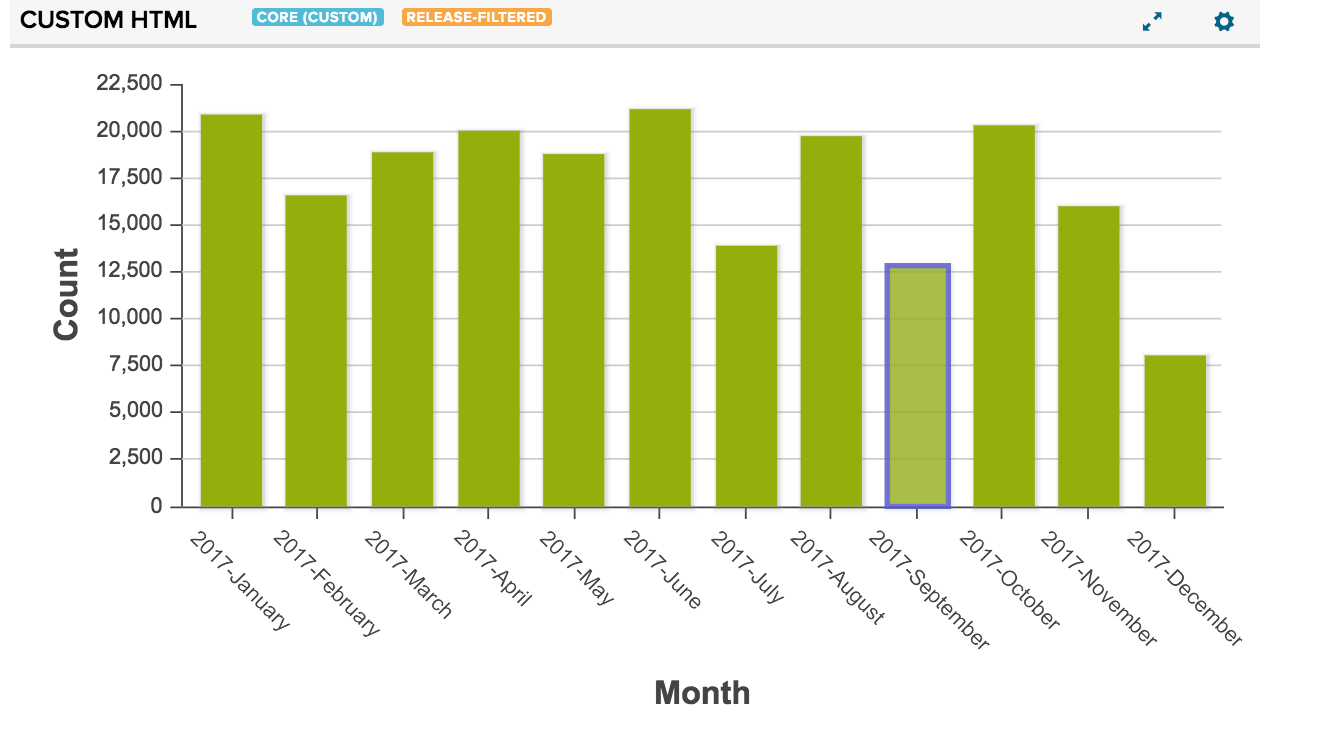 CUSTOM HTML
CORE (CUSTOM)
RELEASE-FILTERED
22,500
20,000
17,500
15,000
12,500
10,000
7,500
5,000
2,500
0
Count
2017-January
2017-February
2017-March
2017-April
2017-May
2017-June
2017-July
2017-August
2017-September
2017-October
2017-November
2017-December
Month